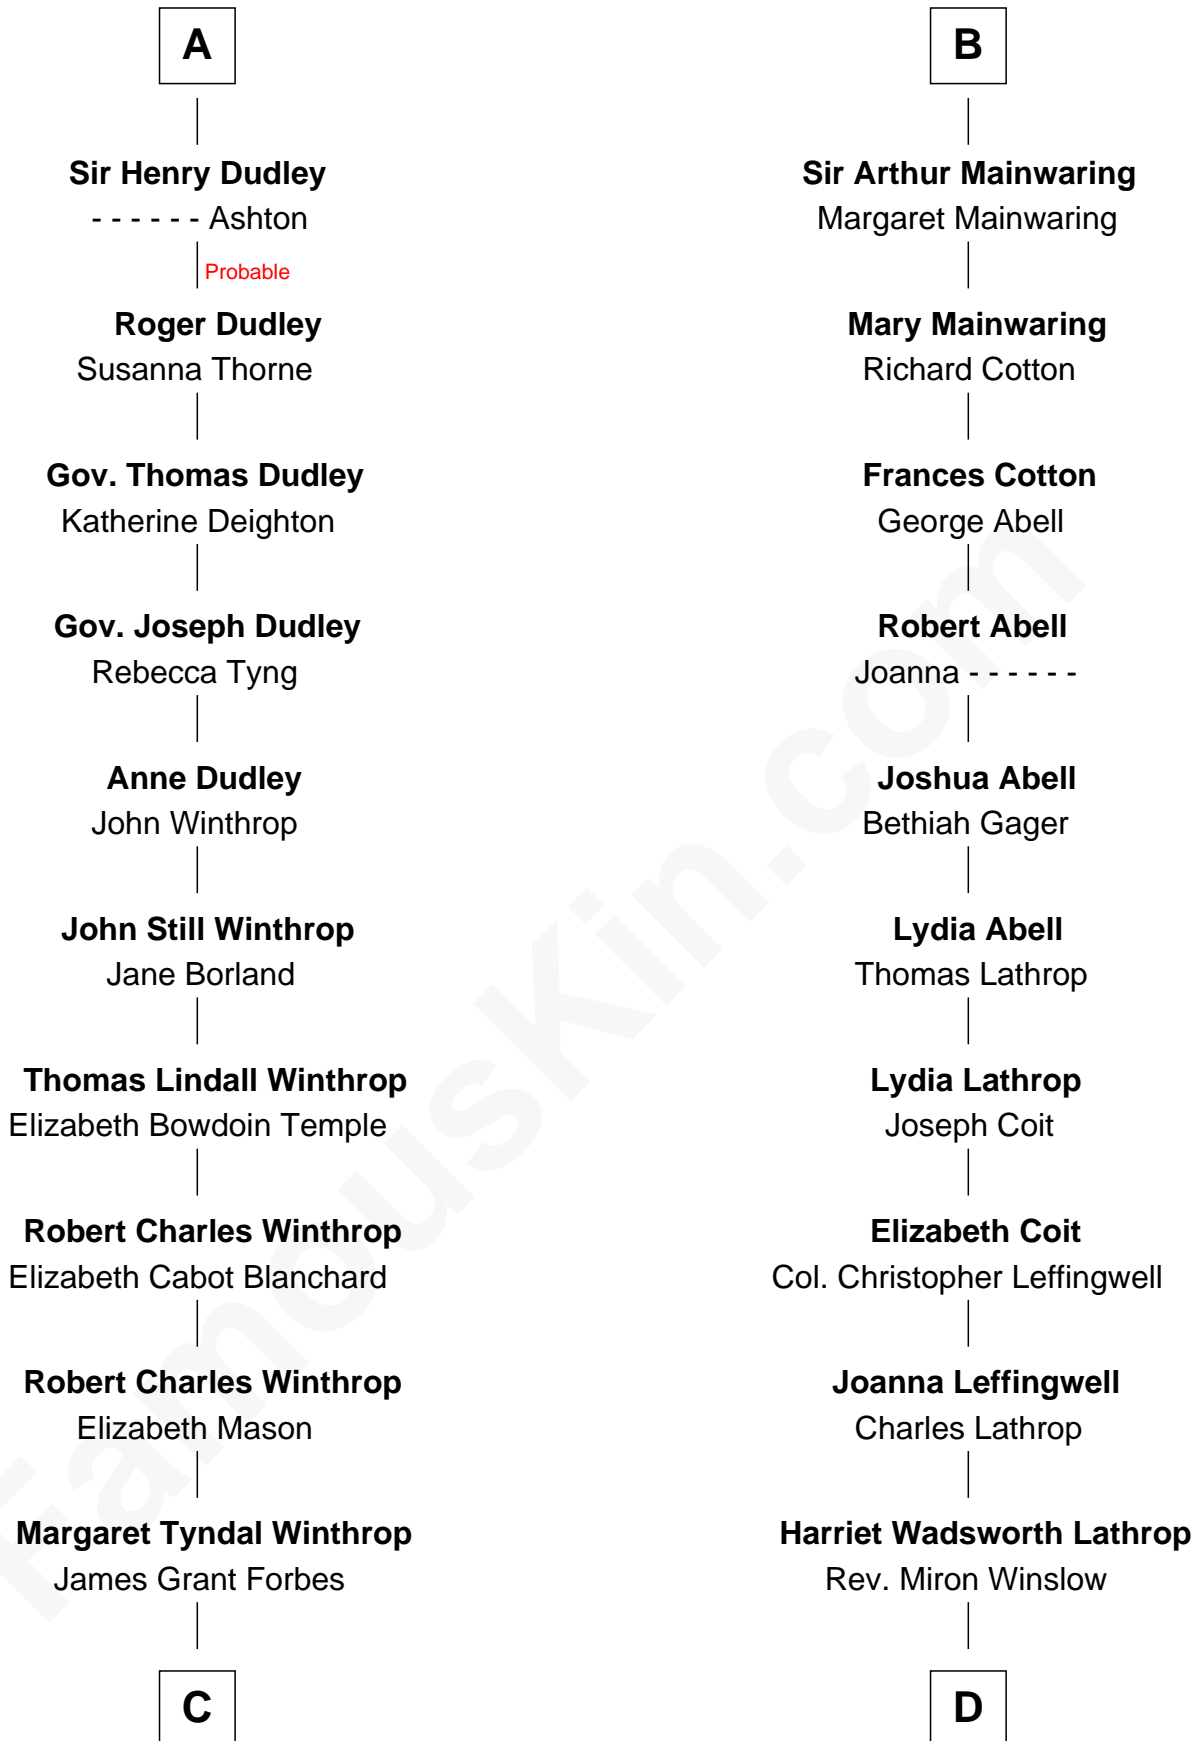 A
Sir Henry Dudley
- - - - - - Ashton
Probable
Roger Dudley
Susanna Thorne
Gov. Thomas Dudley
Katherine Deighton
Gov. Joseph Dudley
Rebecca Tyng
Anne Dudley
John Winthrop
John Still Winthrop
Jane Borland
Thomas Lindall Winthrop
Elizabeth Bowdoin Temple
Robert Charles Winthrop
Elizabeth Cabot Blanchard
Robert Charles Winthrop
Elizabeth Mason
Margaret Tyndal Winthrop
James Grant Forbes
C
B
Sir Arthur Mainwaring
Margaret Mainwaring
Mary Mainwaring
Richard Cotton
Frances Cotton
George Abell
Robert Abell
Joanna - - - - - -
Joshua Abell
Bethiah Gager
Lydia Abell
Thomas Lathrop
Lydia Lathrop
Joseph Coit
Elizabeth Coit
Col. Christopher Leffingwell
Joanna Leffingwell
Charles Lathrop
Harriet Wadsworth Lathrop
Rev. Miron Winslow
D
FamousKin.com